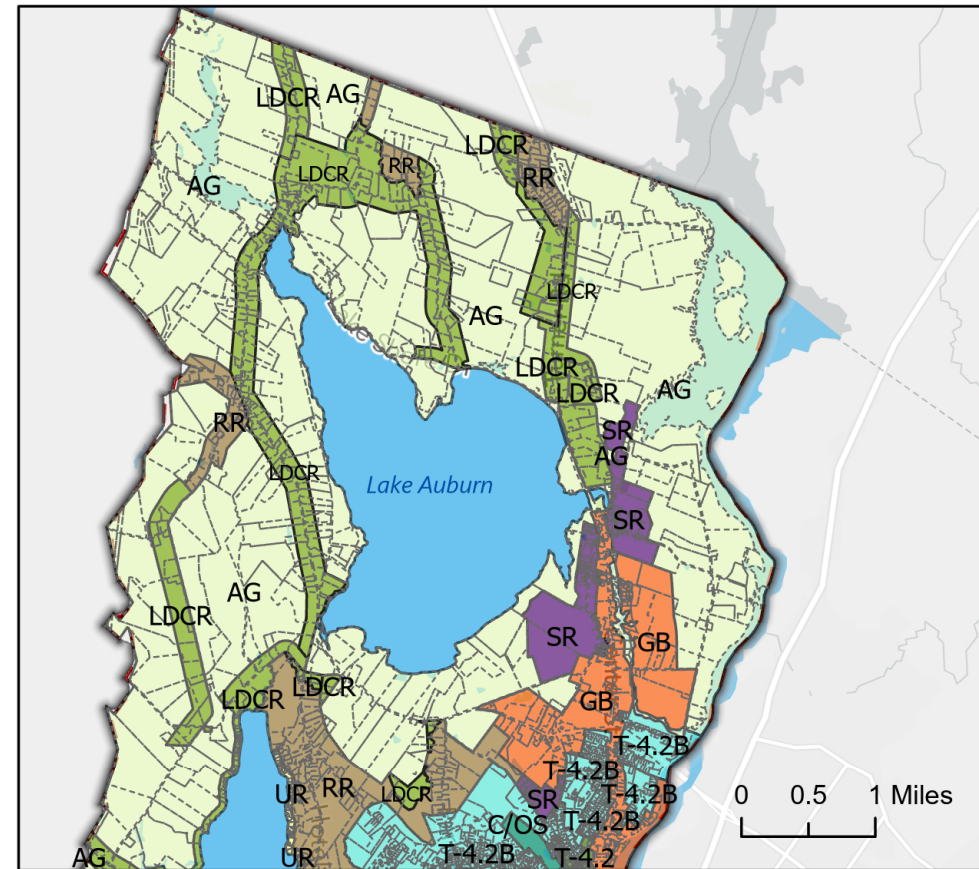 LDCR
AG
LDCR
RR
LDCR
RR
LDCR
AG
LDCR
AG
LDCR
LDCR
AG
SR
AG
RR
LDCR
Lake Auburn
SR
AG
LDCR
SR
GB
LDCR
LDCR
GB
T-4.2B
T-4.2B
RR
UR
LDCR
SR
T-4.2B
0 0.5 1 Miles
C/OS
T-4.2B
T-4.2B
T-4.2
UR
AG